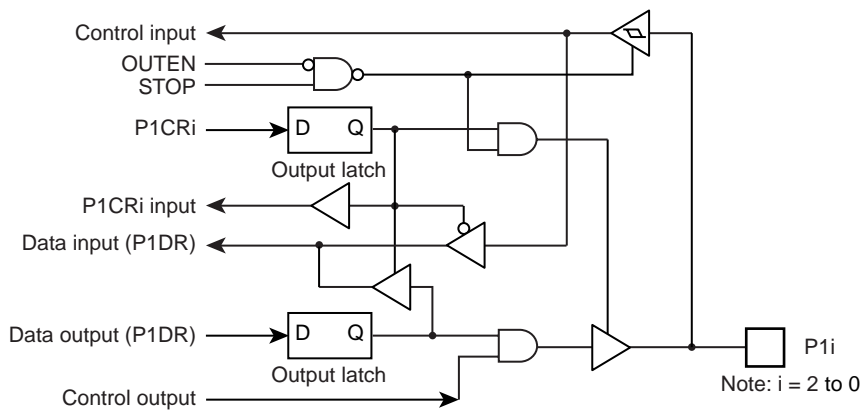 Control input
OUTEN
STOP
P1CRi
D Q
Output latch
P1CRi input
Data input (P1DR)
Data output (P1DR)
D Q
Output latch
P1i
Note: i = 2 to 0
Control output